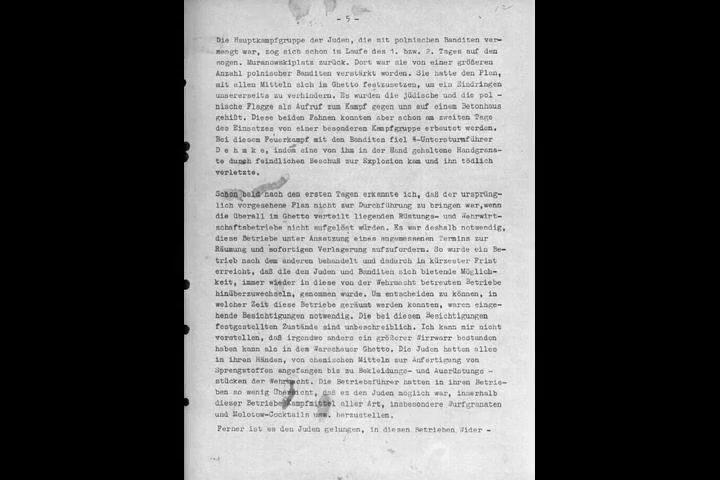 - 5 -
12
Die Hauptkampfgruppe der Juden, die mit polnischen Banditen ver-
mengt war, zog sich schon im Laufe des 1. bzw. 2. Tages auf den
sogen. Muranowskiplatz zurück. Dort war sie von einer größeren
Anzahl polnischer Banditen verstärkt worden. Sie hatte den Plan,
mit allen Mitteln sich im Ghetto festzusetzen, um ein Eindringen
unsererseits zu verhindern. Es wurden die jüdische und die pol -
nische Flagge als Aufruf zum Kampf gegen uns auf einem Betonhaus
gehißt. Diese beiden Fahnen konnten aber schon am zweiten Tage
des Einsatzes von einer besonderen Kampfgruppe erbeutet werden.
Bei diesem Feuerkampf mit den Banditen fiel SS-Untersturmführer
D e h m k e, indem eine von ihm in der Hand gehaltene Handgrana-
te durch feindlichen Beschuß zur Explosion kam und ihn tödlich
verletzte.
Schon bald nach den ersten Tagen erkannte ich, daß der ursprüng-
lich vorgesehene Plan nicht zur Durchführung zu bringen war,wenn
die überall im Ghetto verteilt liegenden Rüstungs- und Wehrwirt-
schaftsbetriebe nicht aufgelöst würden. Es war deshalb notwendig,
diese Betriebe unter Ansetzung eines angemessenen Termins zur
Räumung und sofortigen Verlagerung aufzufordern. So wurde ein Be-
trieb nach dem anderen behandelt und dadurch in kürzester Frist
erreicht, daß die den Juden und Banditen sich bietende Möglich-
keit, immer wieder in diese von der Wehrmacht betreuten Betriebe
hinüberzuwechseln, genommen wurde. Um entscheiden zu können, in
welcher Zeit diese Betriebe geräumt werden konnten, waren einge-
hende Besichtigungen notwendig. Die bei diesen Besichtigungen
festgestellten Zustände sind unbeschreiblich. Ich kann mir nicht
vorstellen, daß irgendwo anders ein größerer Wirrwarr bestanden
haben kann als in dem Warschauer Ghetto. Die Juden hatten alles
in ihren Händen, von chemischen Mitteln zur Anfertigung von
Sprengstoffen angefangen bis zu Bekleidungs- und Ausrüstungs -
stücken der Wehrmacht. Die Betriebsführer hatten in ihren Betrie-
ben so wenig Übersicht, daß es den Juden möglich war, innerhalb
dieser Betriebe Kampfmittel aller Art, insbesondere Wurfgranaten
und Molotow-Cocktails usw. herzustellen.
Ferner ist es den Juden gelungen, in diesen Betrieben Wider -